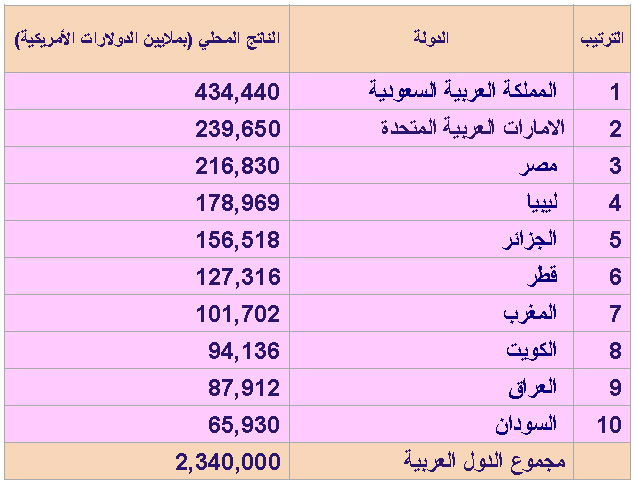 الترتيب الدولة الناتج المحلي (بملايين الدولارات الأمريكية)
1 المملكة العربية السعودية 434,440
2 الامارات العربية المتحدة 239,650
3 مصر 216,830
4 ليبيا 178,969
5 الجزائر 156,518
6 قطر 127,316
7 المغرب 101,702
8 الكويت 94,136
9 العراق 87,912
10 السودان 65,930
مجموع الدول العربية 2,340,000